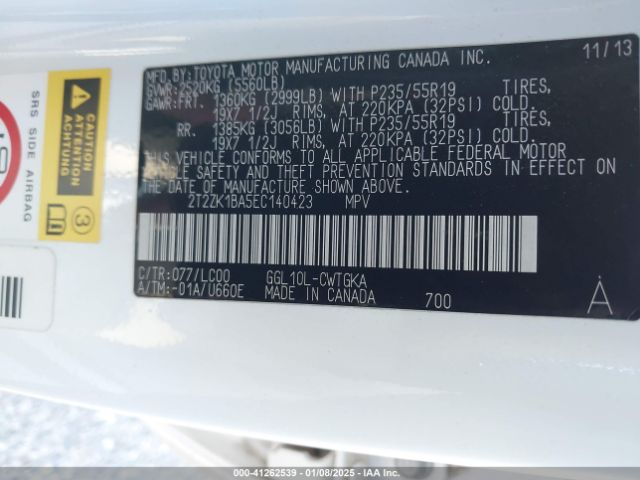 MFD.BY:TOYOTA MOTOR MANUFACTURING CANADA INC. 11/13
GVWR:2520KG (5560LB)
GAWR:FRT. 1360KG (2999LB) WITH P235/55R19 TIRES,
19X7 1/2J RIMS, AT 220KPA (32PSI) COLD.
RR. 1385KG (3056LB) WITH P235/55R19 TIRES,
19X7 1/2J RIMS, AT 220KPA (32PSI) COLD.
THIS VEHICLE CONFORMS TO ALL APPLICABLE FEDERAL MOTOR
VEHICLE SAFETY AND THEFT PREVENTION STANDARDS IN EFFECT ON
THE DATE OF MANUFACTURE SHOWN ABOVE.
2T2ZK1BA5EC140423 MPV
C/TR:077/LC00 GGL10L-CWTGKA
A/TM:-01A/U660E MADE IN CANADA 700 A
SRS SIDE AIRBAG
3
000-41262539 - 01/08/2025 - IAA Inc.